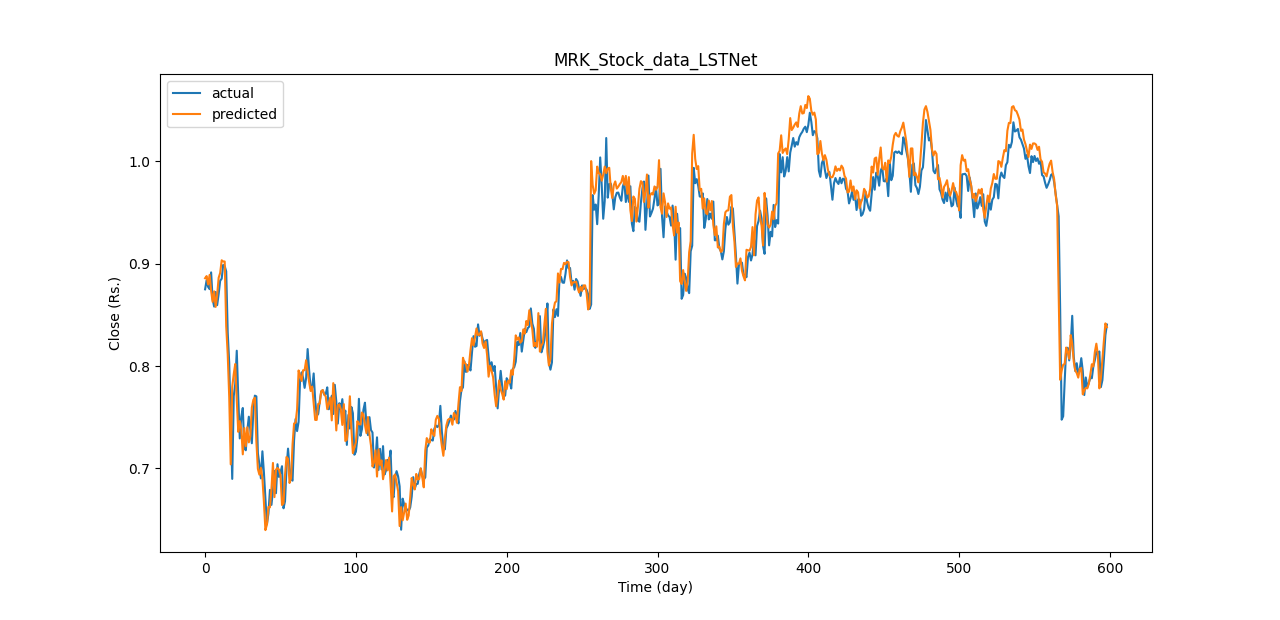 MRK_Stock_data_LSTNet
actual
predicted
1.0
0.9
0.8
0.7
Close (Rs.)
0 100 200 300 400 500 600
Time (day)